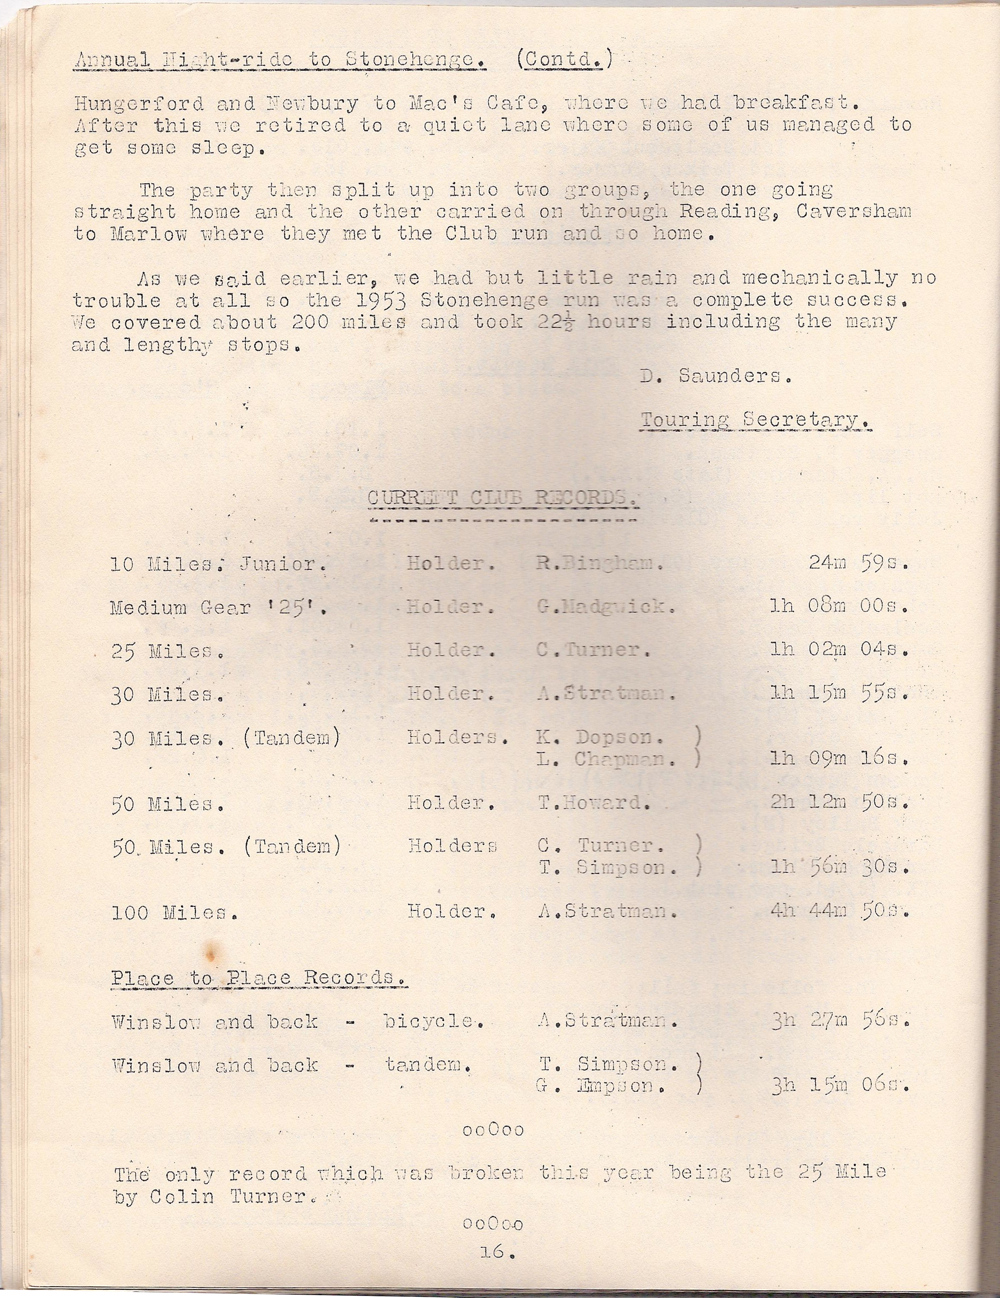 Annual Night-ride to Stonehenge. (Contd.)
Hungerford and Newbury to Mac's Cafe, where we had breakfast.
After this we retired to a quiet lane where some of us managed to
get some sleep.
The party then split up into two groups, the one going
straight home and the other carried on through Reading, Caversham
to Marlow where they met the Club run and so home.
As we said earlier, we had but little rain and mechanically no
trouble at all so the 1953 Stonehenge run was a complete success.
We covered about 200 miles and took 22½ hours including the many
and lengthy stops.
D. Saunders.
Touring Secretary.
CURRENT CLUB RECORDS.
10 Miles. Junior. Holder. R.Bingham. 24m 59s.
Medium Gear '25'. Holder. G.Madgwick. 1h 08m 00s.
25 Miles. Holder. C.Turner. 1h 02m 04s.
30 Miles. Holder. A.Stratman. 1h 15m 55s.
30 Miles. (Tandem) Holders. K. Dopson. )
L. Chapman. ) 1h 09m 16s.
50 Miles. Holder. T.Howard. 2h 12m 50s.
50. Miles. (Tandem) Holders C. Turner. )
T. Simpson. ) 1h 56m 30s.
100 Miles. Holder. A.Stratman. 4h 44m 50s.
Place to Place Records.
Winslow and back - bicycle. A.Stratman. 3h 27m 56s.
Winslow and back - tandem. T. Simpson. )
G. Empson. ) 3h 15m 06s.
ooOoo
The only record which was broken this year being the 25 Mile
by Colin Turner.
ooOoo
16.